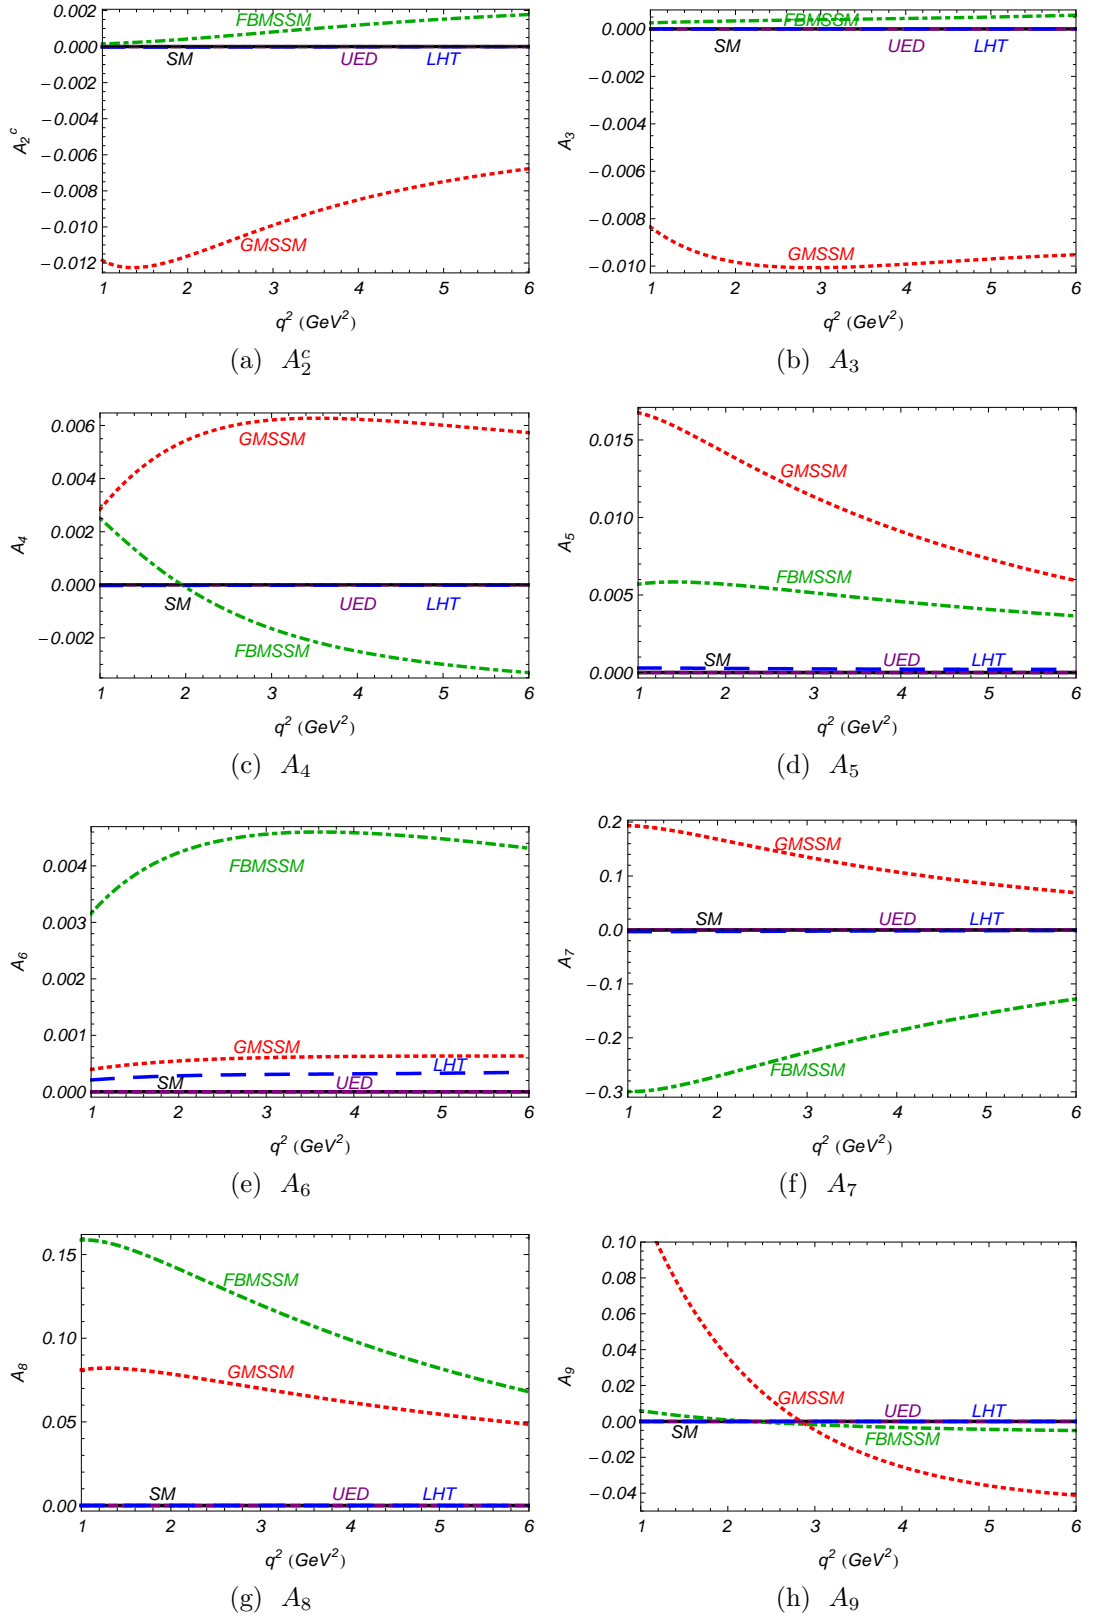 0.002
0.000
−0.002
−0.004
−0.006
−0.008
−0.010
−0.012
A₂ᶜ
FBMSSM
SM UED LHT
GMSSM
1 2 3 4 5 6
q² (GeV²)
(a) A₂ᶜ
0.000
−0.002
−0.004
−0.006
−0.008
−0.010
A₃
FBMSSM
SM UED LHT
GMSSM
1 2 3 4 5 6
q² (GeV²)
(b) A₃
0.006
0.004
0.002
0.000
−0.002
A₄
GMSSM
SM UED LHT
FBMSSM
1 2 3 4 5 6
q² (GeV²)
(c) A₄
0.015
0.010
0.005
0.000
A₅
GMSSM
FBMSSM
SM UED LHT
1 2 3 4 5 6
q² (GeV²)
(d) A₅
0.004
0.003
0.002
0.001
0.000
A₆
FBMSSM
GMSSM
LHT
SM UED
1 2 3 4 5 6
q² (GeV²)
(e) A₆
0.2
0.1
0.0
−0.1
−0.2
−0.3
A₇
GMSSM
SM UED LHT
FBMSSM
1 2 3 4 5 6
q² (GeV²)
(f) A₇
0.15
0.10
0.05
0.00
A₈
FBMSSM
GMSSM
SM UED LHT
1 2 3 4 5 6
q² (GeV²)
(g) A₈
0.10
0.08
0.06
0.04
0.02
0.00
−0.02
−0.04
A₉
GMSSM
UED LHT
SM
FBMSSM
1 2 3 4 5 6
q² (GeV²)
(h) A₉